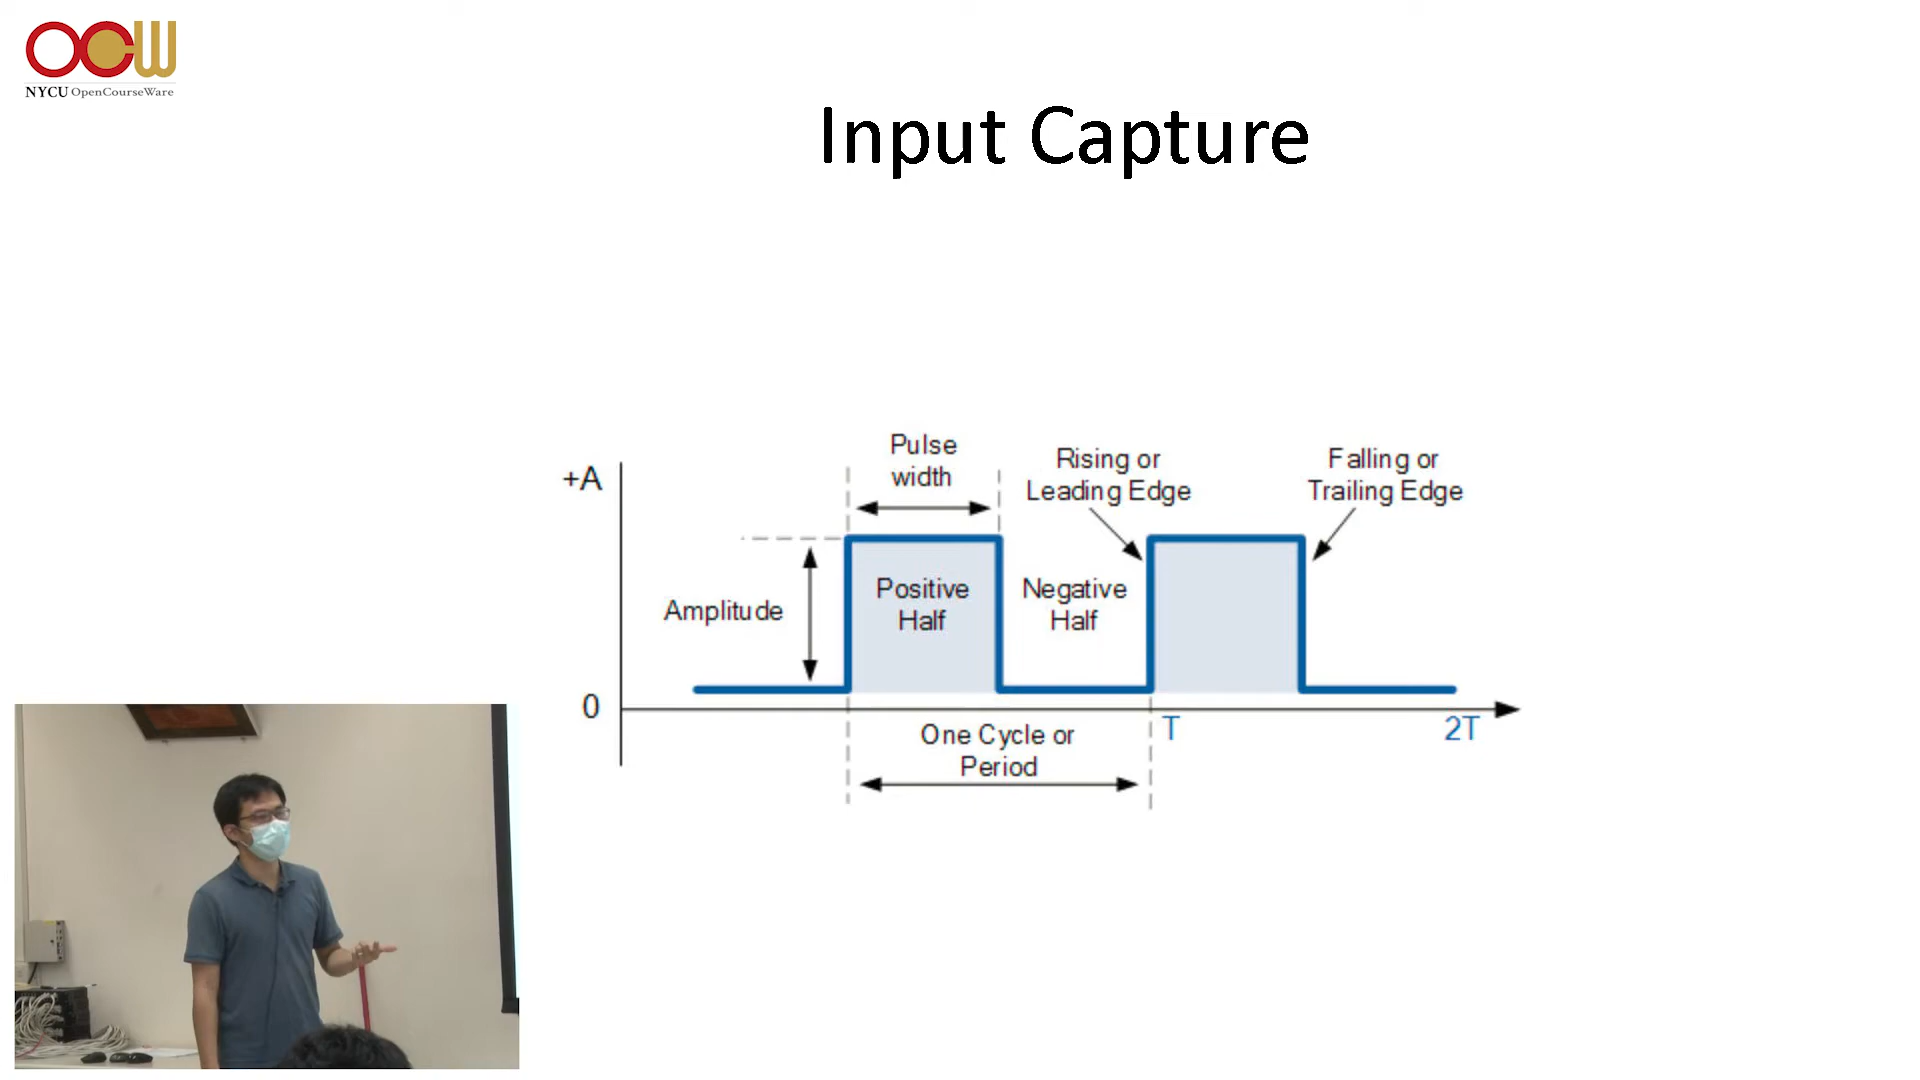 OCW
NYCU OpenCourseWare
Input Capture
Pulse
width
Rising or
Leading Edge
Falling or
Trailing Edge
+A
Amplitude
Positive
Half
Negative
Half
0
One Cycle or
Period
T
2T